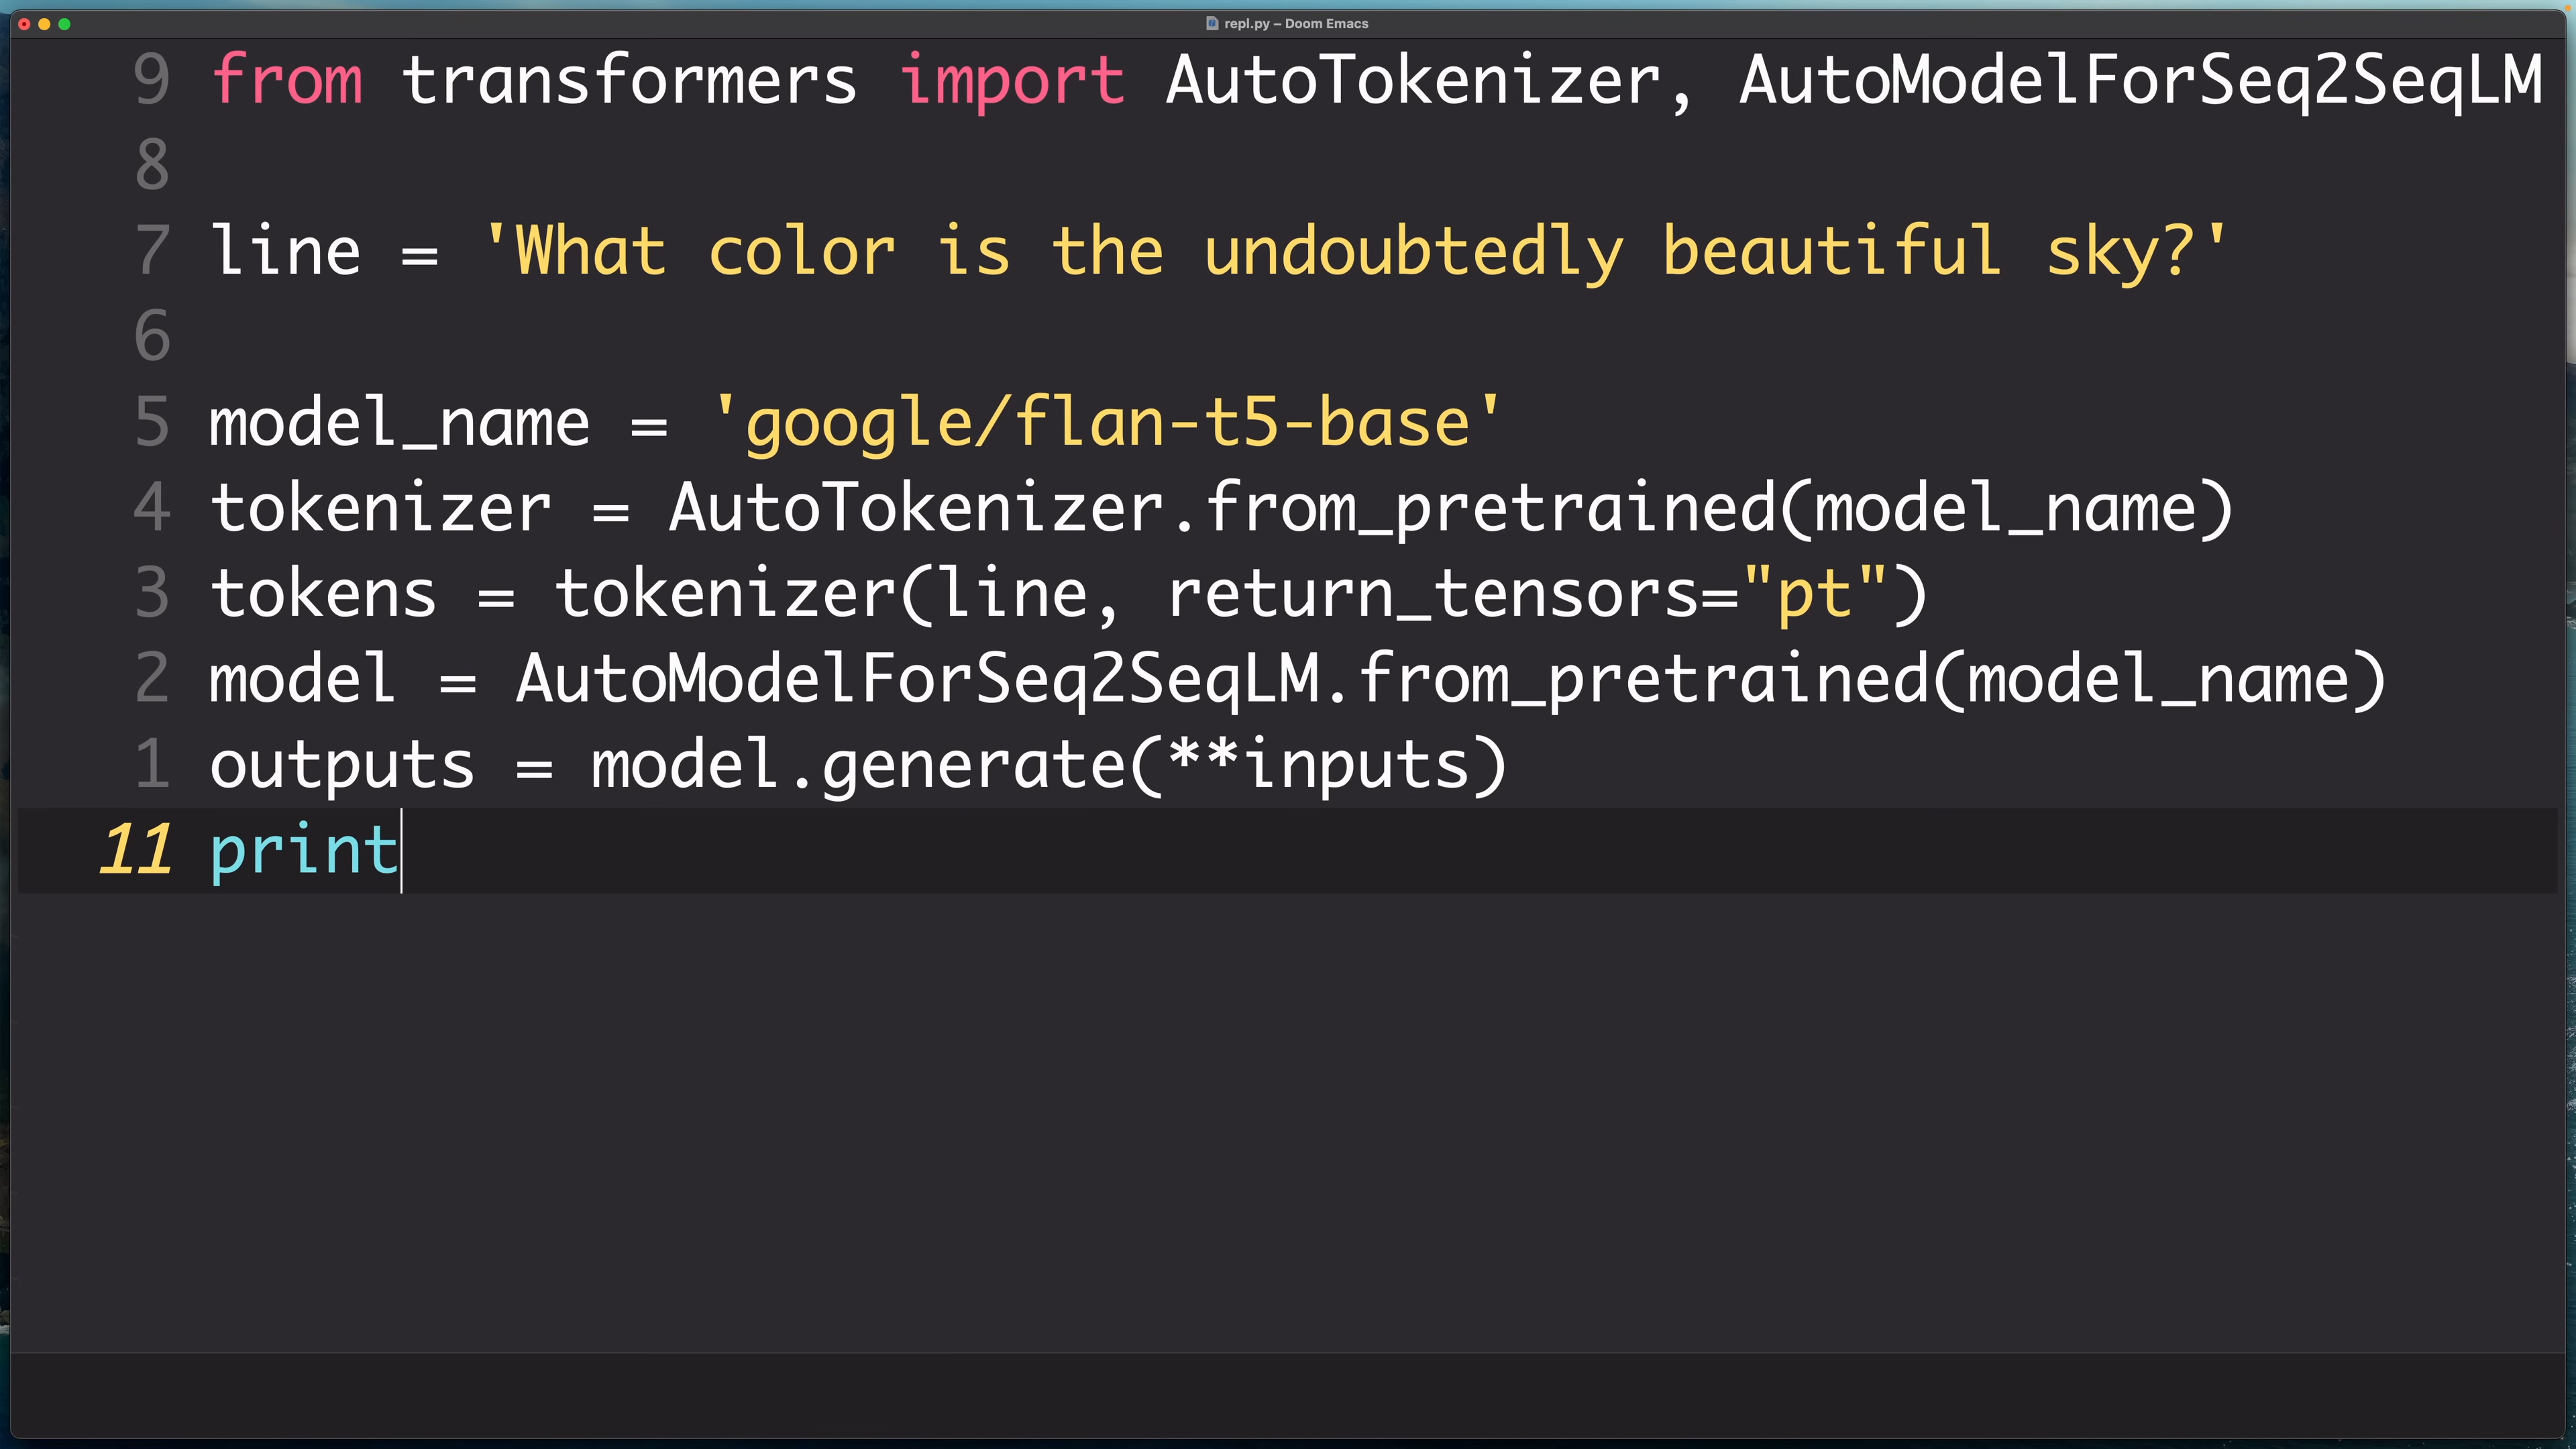 repl.py – Doom Emacs
9 from transformers import AutoTokenizer, AutoModelForSeq2SeqLM
8
7 line = 'What color is the undoubtedly beautiful sky?'
6
5 model_name = 'google/flan-t5-base'
4 tokenizer = AutoTokenizer.from_pretrained(model_name)
3 tokens = tokenizer(line, return_tensors="pt")
2 model = AutoModelForSeq2SeqLM.from_pretrained(model_name)
1 outputs = model.generate(**inputs)
11 print